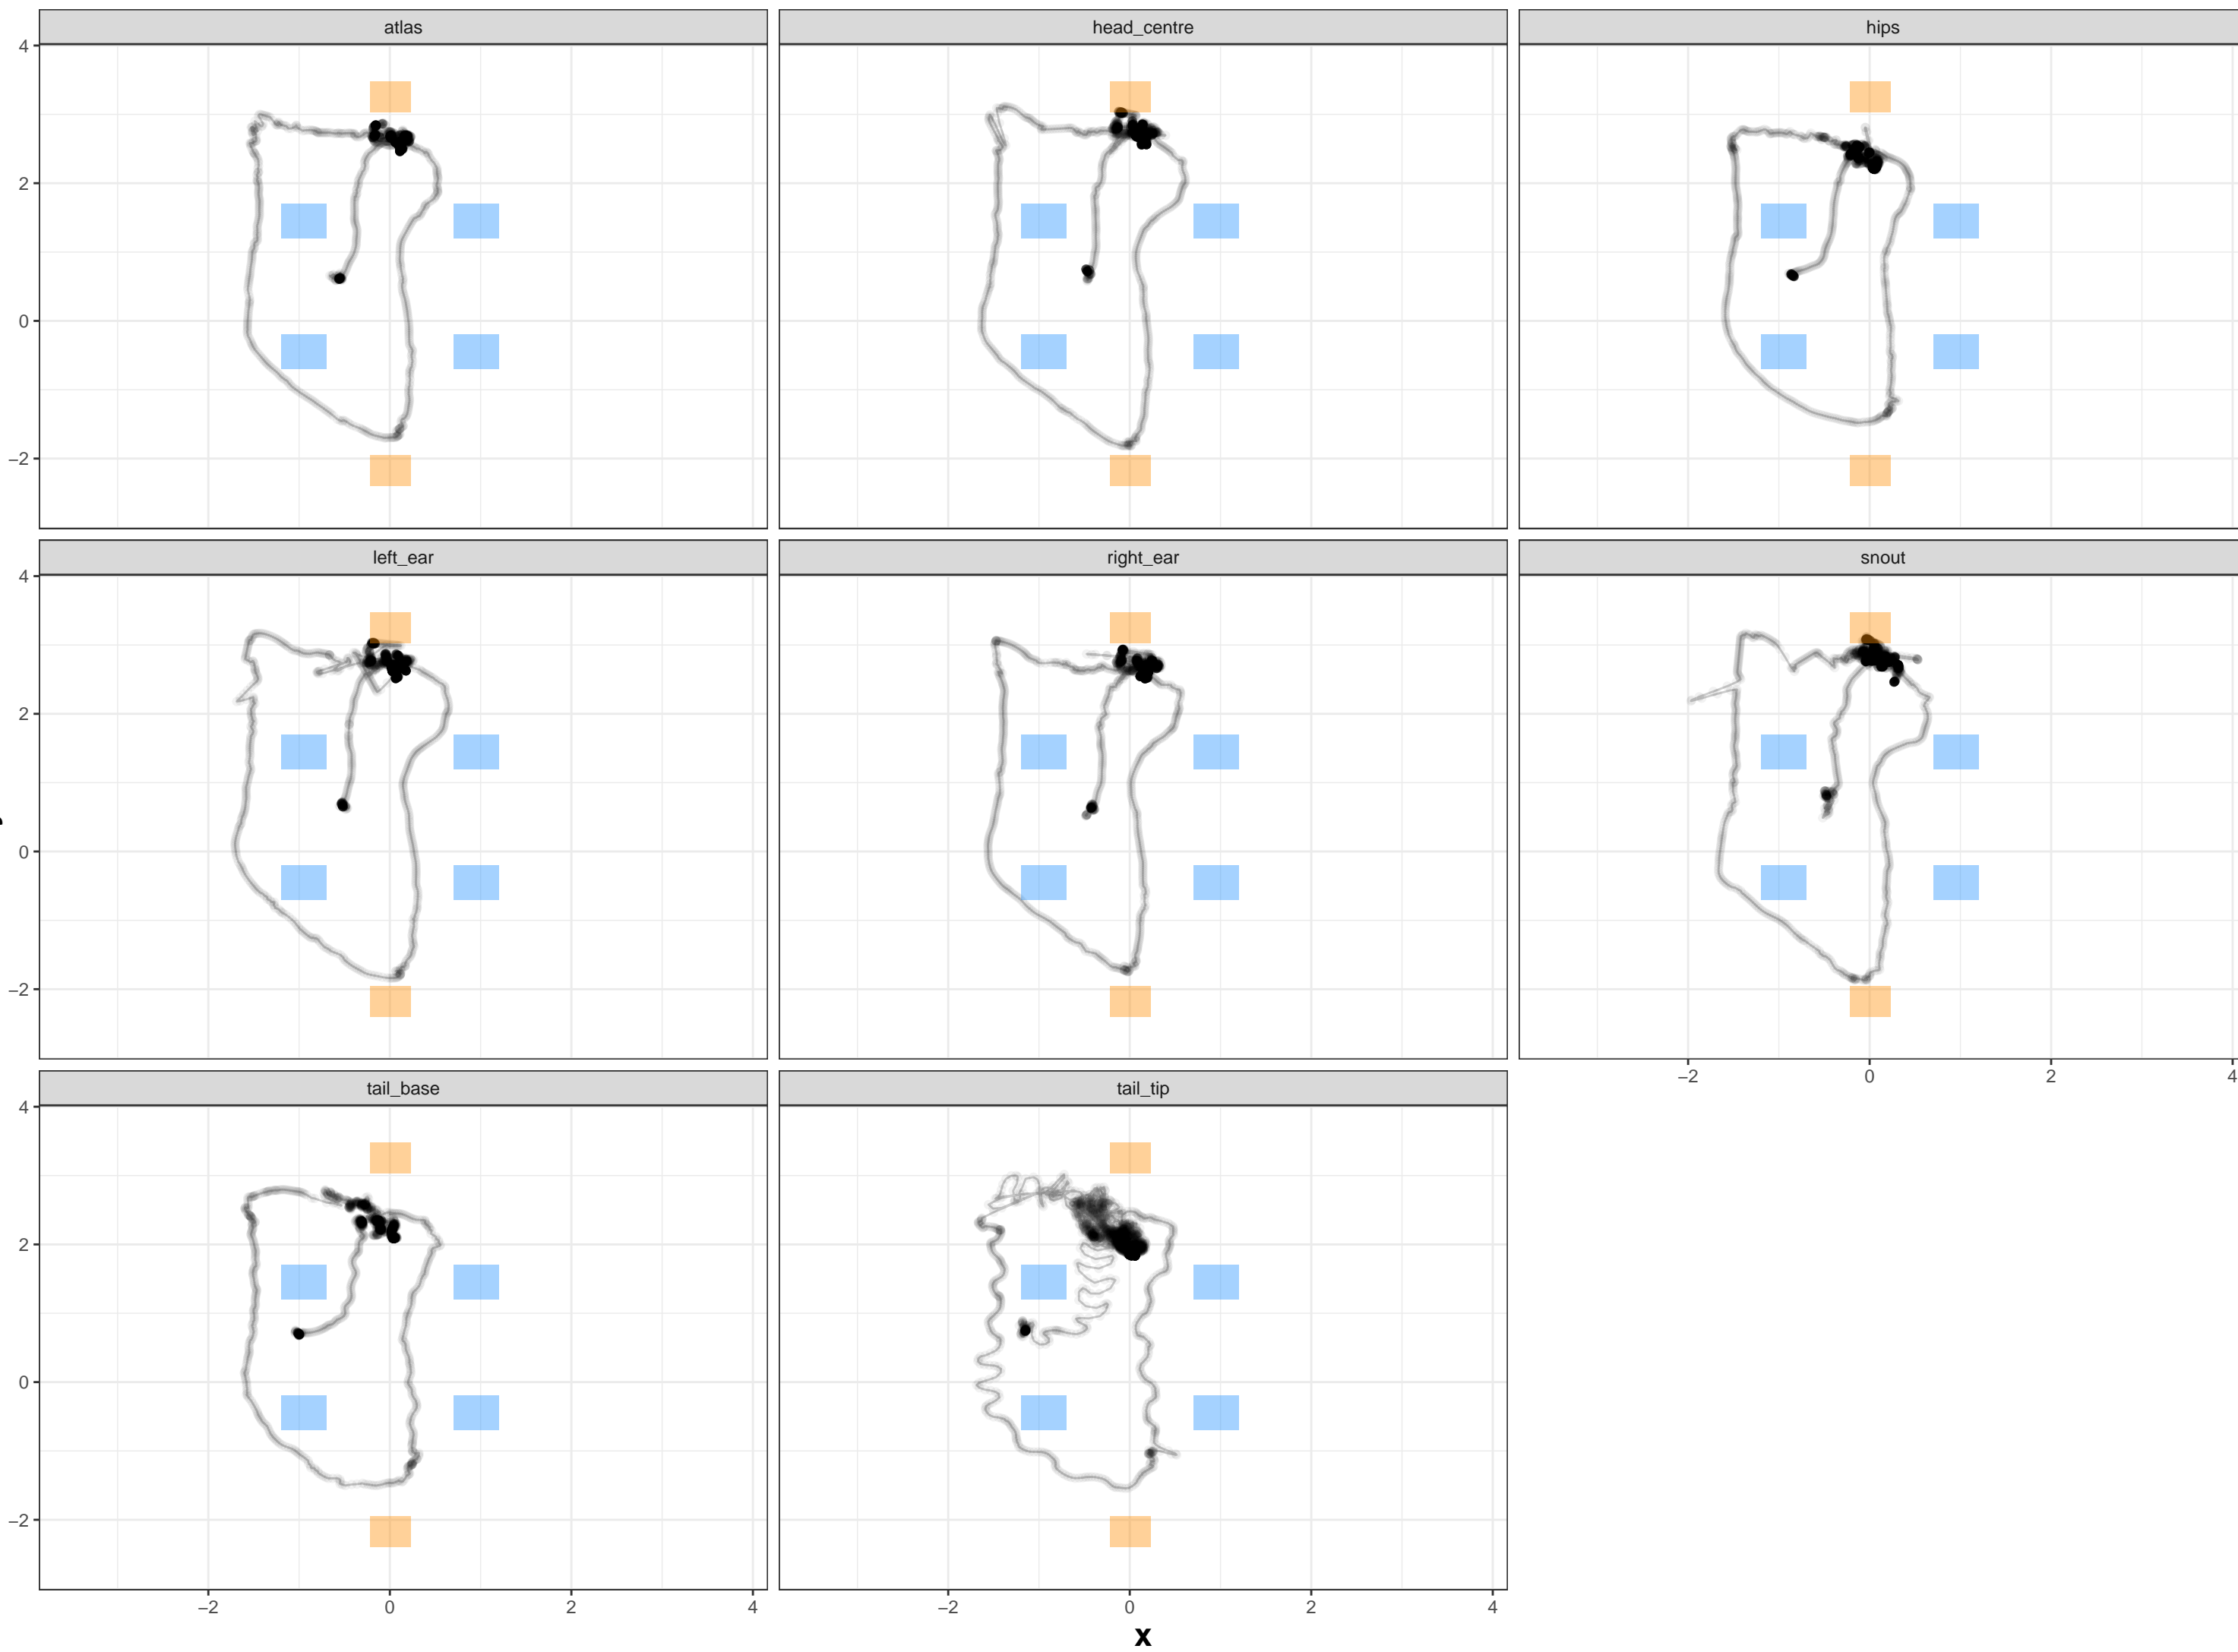 atlas head_centre hips
4
2
0
−2
left_ear right_ear snout
4
2
0
−2
−2 0 2 4
tail_base tail_tip
4
2
0
−2
−2 0 2 4 −2 0 2 4
x